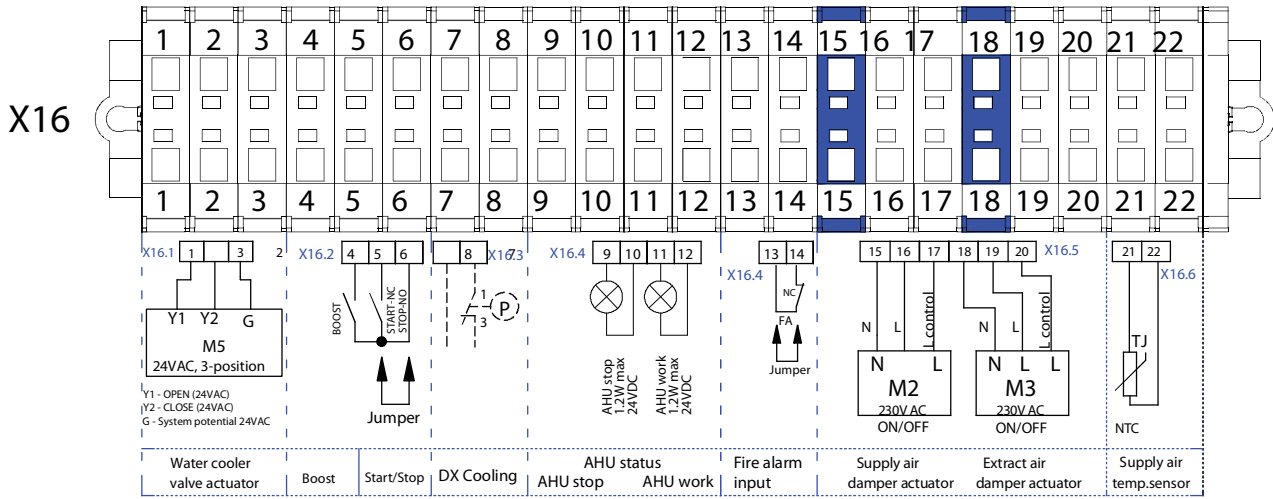 1 2 3 4 5 6 7 8 9 10 11 12 13 14 15 16 17 18 19 20 21 22
X16
1 2 3 4 5 6 7 8 9 10 11 12 13 14 15 16 17 18 19 20 21 22
X16.1 1 3 2 X16.2 4 5 6 8 X16.3 7 X16.4 9 10 11 12 13 14 15 16 17 18 19 20 X16.5 21 22
X16.4
X16.6
BOOST
START-NC
STOP-NO
1
P
3
NC
FA
Jumper
N L L control
N L L control
TJ
Y1 Y2 G
M5
24VAC, 3-position
Y1 - OPEN (24VAC)
Y2 - CLOSE (24VAC)
G - System potential 24VAC
Jumper
AHU stop
1.2W max
24VDC
AHU work
1.2W max
24VDC
N L
M2
230V AC
ON/OFF
N L L
M3
230V AC
ON/OFF
NTC
Water cooler
valve actuator
Boost
Start/Stop
DX Cooling
AHU status
AHU stop AHU work
Fire alarm
input
Supply air
damper actuator
Extract air
damper actuator
Supply air
temp.sensor